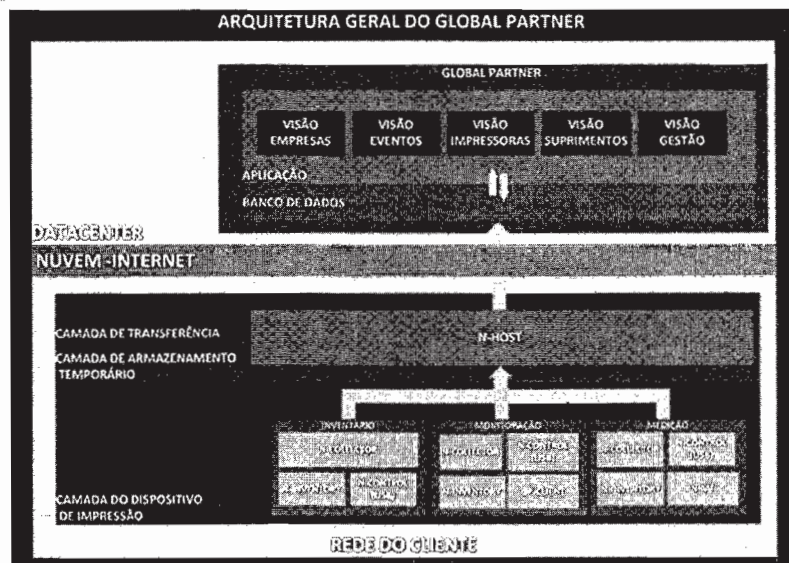 ARQUITETURA GERAL DO GLOBAL PARTNER
GLOBAL PARTNER
VISÃO EMPRESAS
VISÃO EVENTOS
VISÃO IMPRESSORAS
VISÃO SUPRIMENTOS
VISÃO GESTÃO
APLICAÇÃO
BANCO DE DADOS
DATACENTER
NUVEM -INTERNET
CAMADA DE TRANSFERÊNCIA
N-HOST
CAMADA DE ARMAZENAMENTO
TEMPORÁRIO
INVENTÁRIO
MONITORAÇÃO
MEDIÇÃO
N-COLLECTOR
CAMADA DO DISPOSITIVO
DE IMPRESSÃO
REDE DO CLIENTE